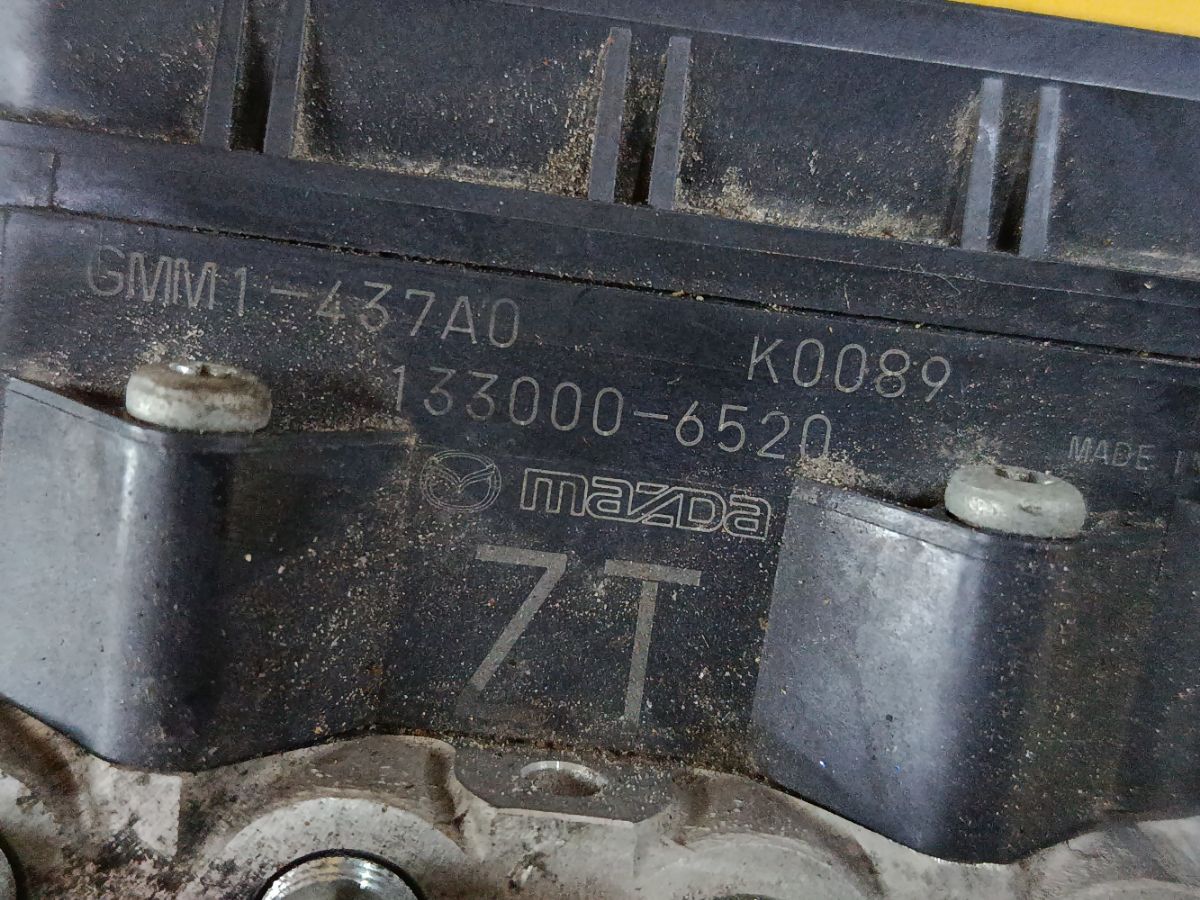 GMM1-437A0
K0089
133000-6520
MADE I
mazda
ZT